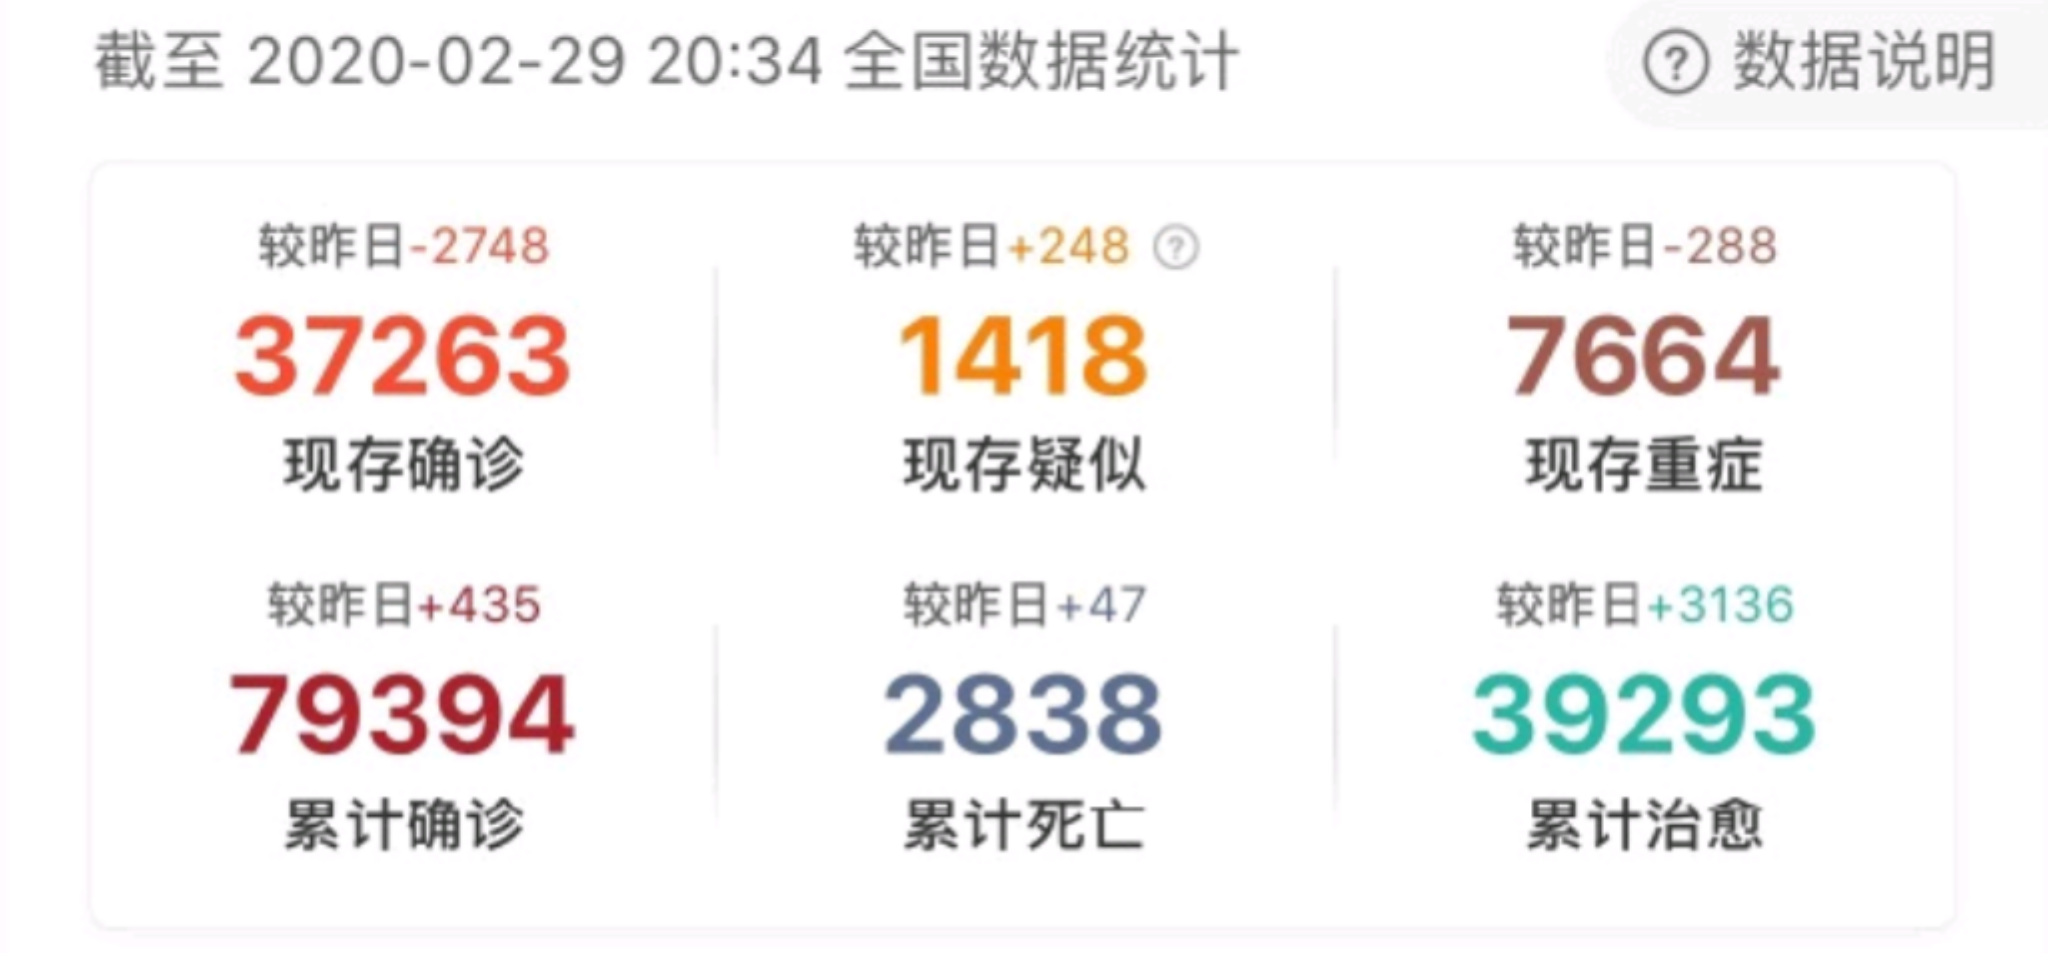 截至 2020-02-29 20:34 全国数据统计
? 数据说明
较昨日-2748
37263
现存确诊
较昨日+248 ?
1418
现存疑似
较昨日-288
7664
现存重症
较昨日+435
79394
累计确诊
较昨日+47
2838
累计死亡
较昨日+3136
39293
累计治愈